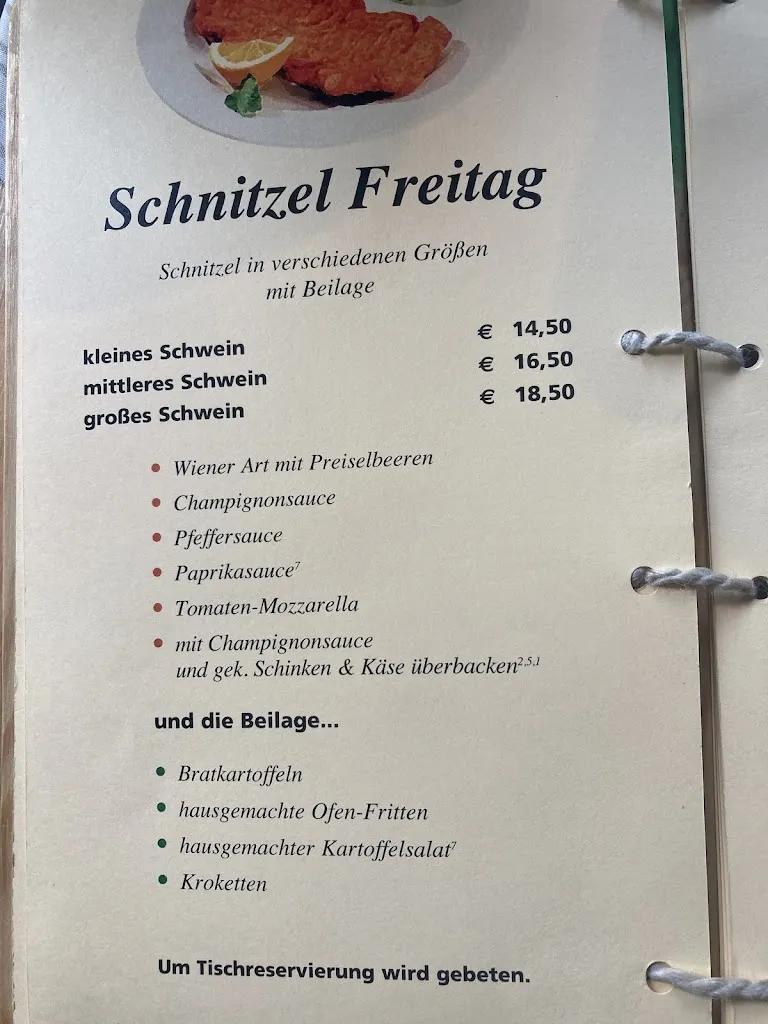 Schnitzel Freitag
Schnitzel in verschiedenen Größen
mit Beilage
kleines Schwein € 14,50
mittleres Schwein € 16,50
großes Schwein € 18,50
• Wiener Art mit Preiselbeeren
• Champignonsauce
• Pfeffersauce
• Paprikasauce⁷
• Tomaten-Mozzarella
• mit Champignonsauce
und gek. Schinken & Käse überbacken²,⁵,¹
und die Beilage...
• Bratkartoffeln
• hausgemachte Ofen-Fritten
• hausgemachter Kartoffelsalat⁷
• Kroketten
Um Tischreservierung wird gebeten.